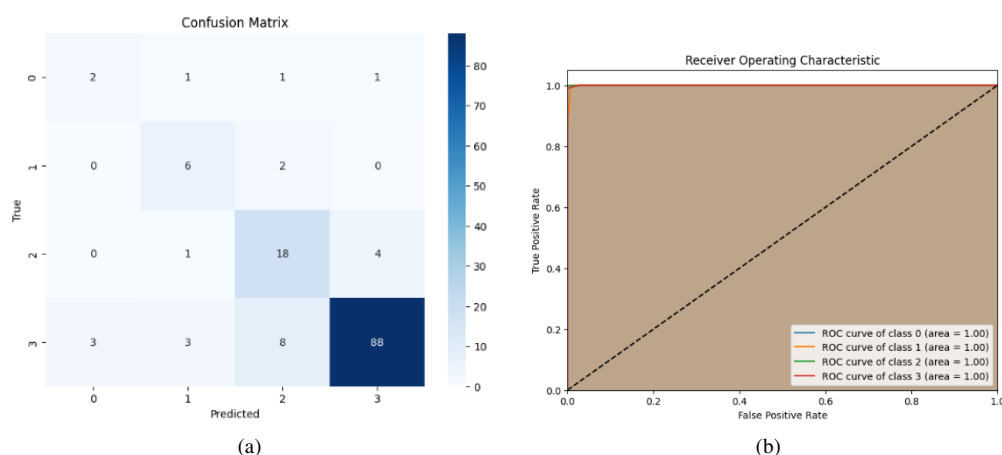 Confusion Matrix
True
0 2 1 1 1
1 0 6 2 0
2 0 1 18 4
3 3 3 8 88
0 1 2 3
Predicted
80
70
60
50
40
30
20
10
0
(a)
Receiver Operating Characteristic
True Positive Rate
1.0
0.8
0.6
0.4
0.2
0.0
ROC curve of class 0 (area = 1.00)
ROC curve of class 1 (area = 1.00)
ROC curve of class 2 (area = 1.00)
ROC curve of class 3 (area = 1.00)
0.0 0.2 0.4 0.6 0.8 1.0
False Positive Rate
(b)